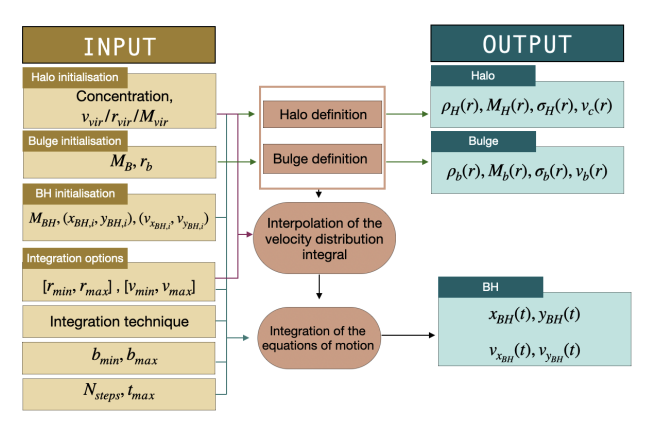 INPUT
Halo initialisation
Concentration,
v_vir/r_vir/M_vir
Bulge initialisation
M_B, r_b
BH initialisation
M_BH, (x_BH,i, y_BH,i), (v_x_BH,i, v_y_BH,i)
Integration options
[r_min, r_max] , [v_min, v_max]
Integration technique
b_min, b_max
N_steps, t_max
Halo definition
Bulge definition
Interpolation of the
velocity distribution
integral
Integration of the
equations of motion
OUTPUT
Halo
ρ_H(r), M_H(r), σ_H(r), v_c(r)
Bulge
ρ_b(r), M_b(r), σ_b(r), v_b(r)
BH
x_BH(t), y_BH(t)
v_x_BH(t), v_y_BH(t)